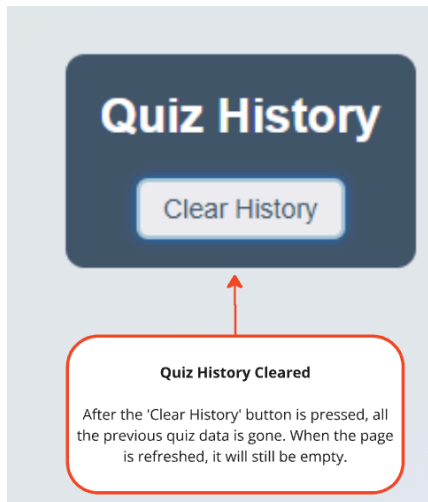 Quiz History
Clear History
Quiz History Cleared
After the 'Clear History' button is pressed, all
the previous quiz data is gone. When the page
is refreshed, it will still be empty.